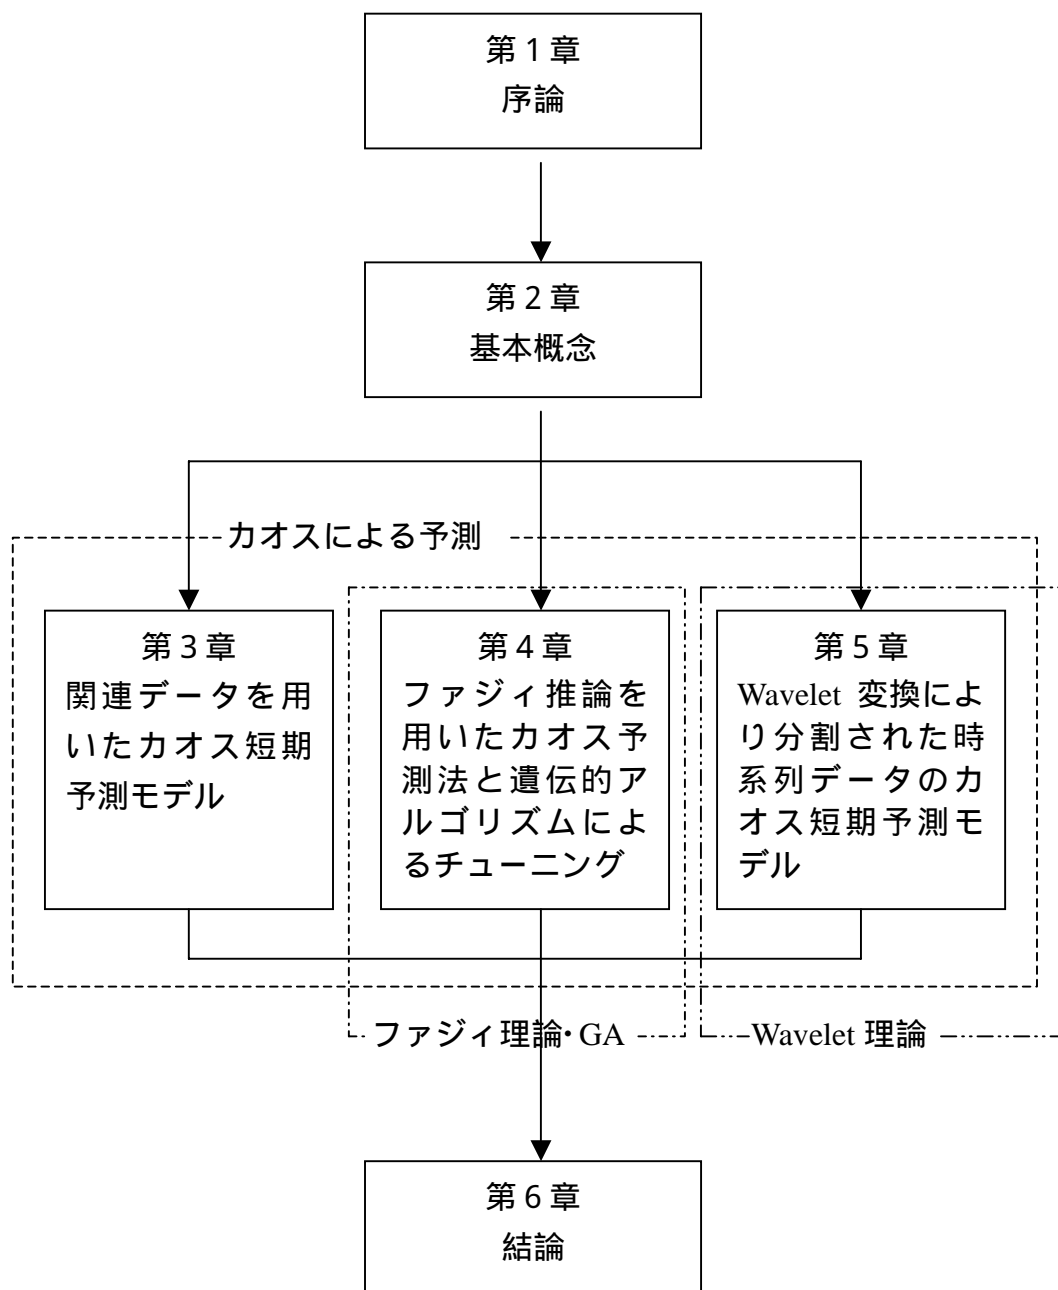 第1章
序論
第2章
基本概念
カオスによる予測
第3章
関連データを用
いたカオス短期
予測モデル
第4章
ファジィ推論を
用いたカオス予
測法と遺伝的ア
ルゴリズムによ
るチューニング
第5章
Wavelet 変換によ
り分割された時
系列データのカ
オス短期予測モ
デル
ファジィ理論・GA
Wavelet 理論
第6章
結論